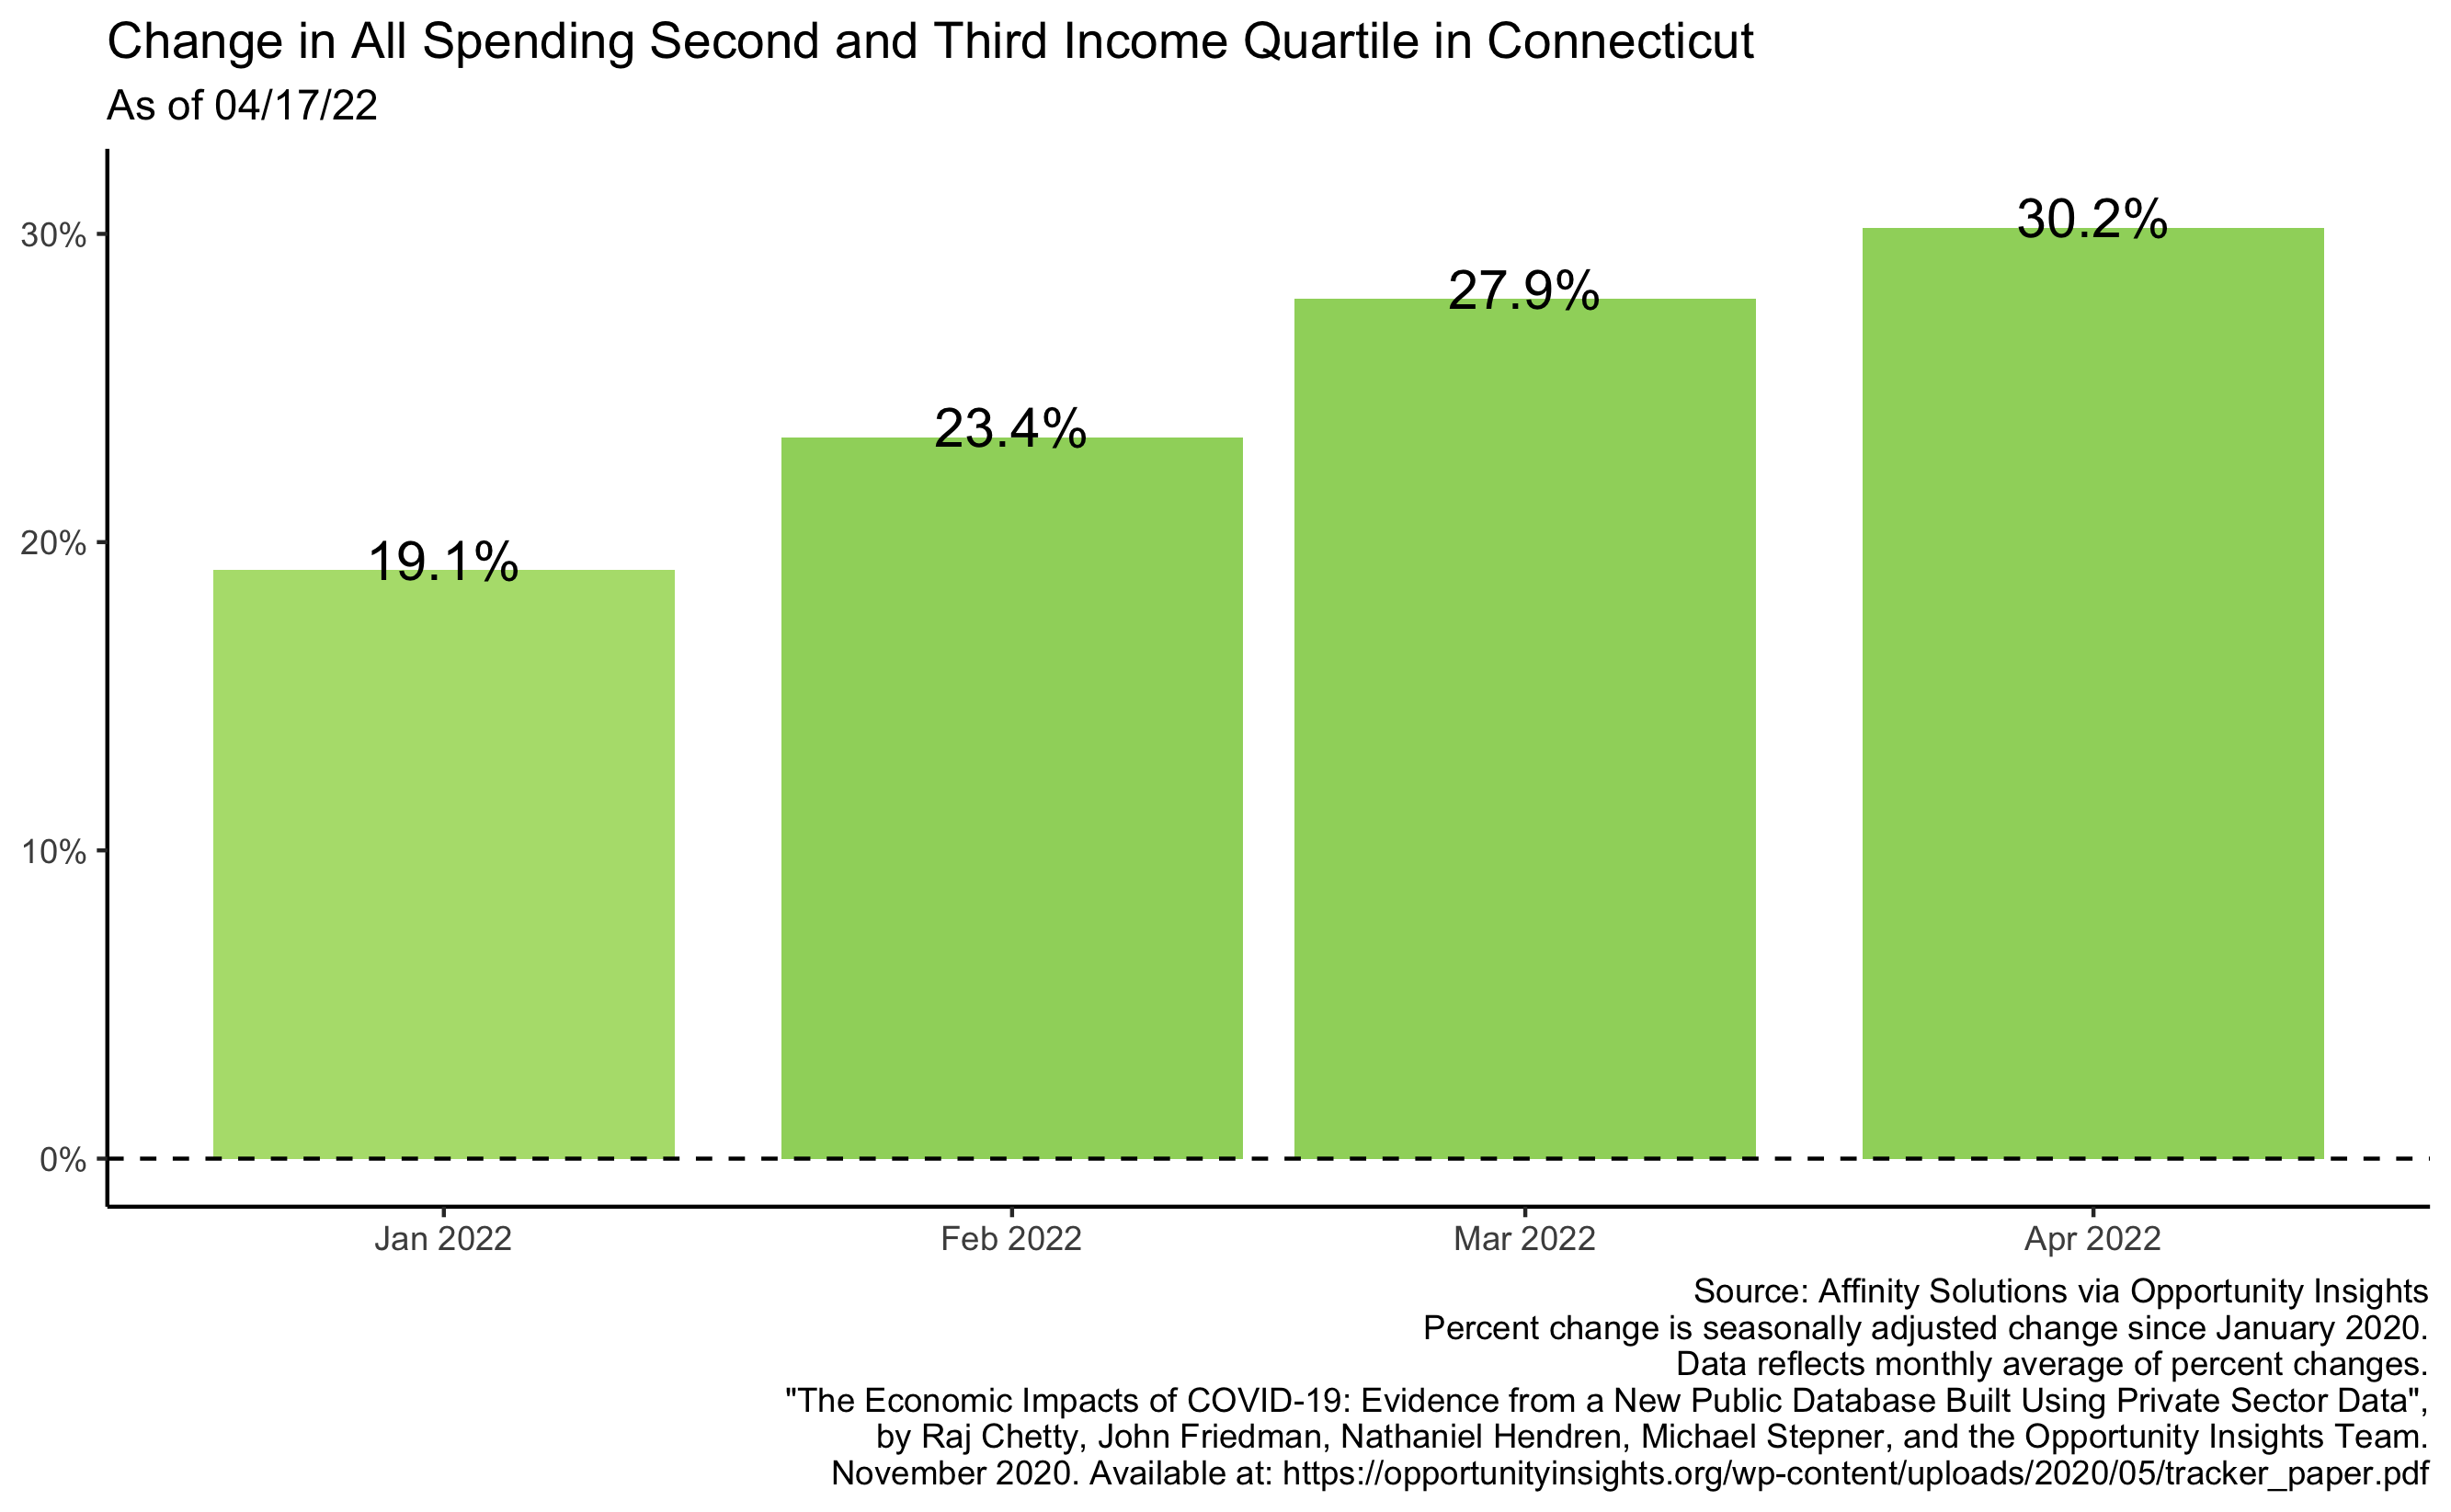 Change in All Spending Second and Third Income Quartile in Connecticut
As of 04/17/22
30%
20%
10%
0%
19.1%
23.4%
27.9%
30.2%
Jan 2022
Feb 2022
Mar 2022
Apr 2022
Source: Affinity Solutions via Opportunity Insights
Percent change is seasonally adjusted change since January 2020.
Data reflects monthly average of percent changes.
"The Economic Impacts of COVID-19: Evidence from a New Public Database Built Using Private Sector Data",
by Raj Chetty, John Friedman, Nathaniel Hendren, Michael Stepner, and the Opportunity Insights Team.
November 2020. Available at: https://opportunityinsights.org/wp-content/uploads/2020/05/tracker_paper.pdf